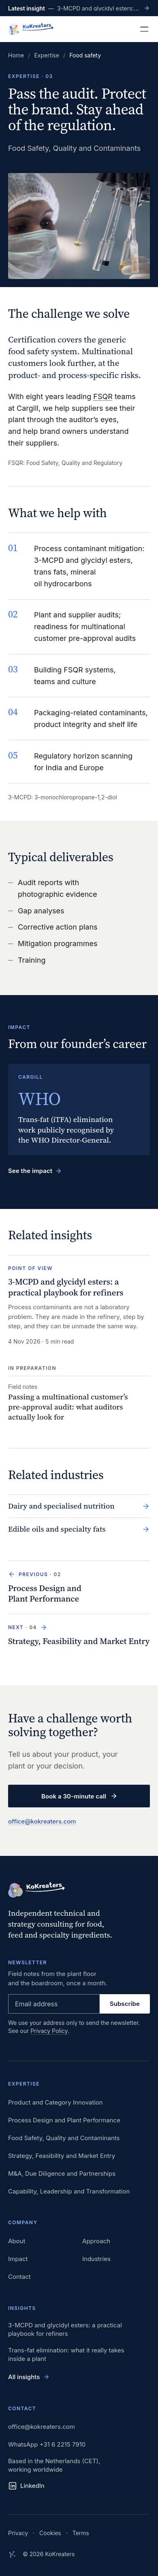 Latest insight — 3-MCPD and glycidyl esters:... →
KoKreaters.
Home / Expertise / Food safety
EXPERTISE · 03
Pass the audit. Protect
the brand. Stay ahead
of the regulation.
Food Safety, Quality and Contaminants
The challenge we solve
Certification covers the generic
food safety system. Multinational
customers look further, at the
product- and process-specific risks.
With eight years leading FSQR teams
at Cargill, we help suppliers see their
plant through the auditor's eyes,
and help brand owners understand
their suppliers.
FSQR: Food Safety, Quality and Regulatory
What we help with
01 Process contaminant mitigation:
3-MCPD and glycidyl esters,
trans fats, mineral
oil hydrocarbons
02 Plant and supplier audits;
readiness for multinational
customer pre-approval audits
03 Building FSQR systems,
teams and culture
04 Packaging-related contaminants,
product integrity and shelf life
05 Regulatory horizon scanning
for India and Europe
3-MCPD: 3-monochloropropane-1,2-diol
Typical deliverables
— Audit reports with
photographic evidence
— Gap analyses
— Corrective action plans
— Mitigation programmes
— Training
IMPACT
From our founder's career
CARGILL
WHO
Trans-fat (iTFA) elimination
work publicly recognised by
the WHO Director-General.
See the impact →
Related insights
POINT OF VIEW
3-MCPD and glycidyl esters: a
practical playbook for refiners
Process contaminants are not a laboratory
problem. They are made in the refinery, step by
step, and they can be unmade the same way.
4 Nov 2026 · 5 min read
IN PREPARATION
Field notes
Passing a multinational customer's
pre-approval audit: what auditors
actually look for
Related industries
Dairy and specialised nutrition →
Edible oils and specialty fats →
← PREVIOUS · 02
Process Design and
Plant Performance
NEXT · 04 →
Strategy, Feasibility and Market Entry
Have a challenge worth
solving together?
Tell us about your product, your
plant or your decision.
Book a 30-minute call →
office@kokreaters.com
KoKreaters.
Independent technical and
strategy consulting for food,
feed and speciality ingredients.
NEWSLETTER
Field notes from the plant floor
and the boardroom, once a month.
Email address Subscribe
We use your address only to send the newsletter.
See our Privacy Policy.
EXPERTISE
Product and Category Innovation
Process Design and Plant Performance
Food Safety, Quality and Contaminants
Strategy, Feasibility and Market Entry
M&A, Due Diligence and Partnerships
Capability, Leadership and Transformation
COMPANY
About Approach
Impact Industries
Contact
INSIGHTS
3-MCPD and glycidyl esters: a practical
playbook for refiners
Trans-fat elimination: what it really takes
inside a plant
All insights →
CONTACT
office@kokreaters.com
WhatsApp +31 6 2215 7910
Based in the Netherlands (CET),
working worldwide
LinkedIn
Privacy · Cookies · Terms
© 2026 KoKreaters